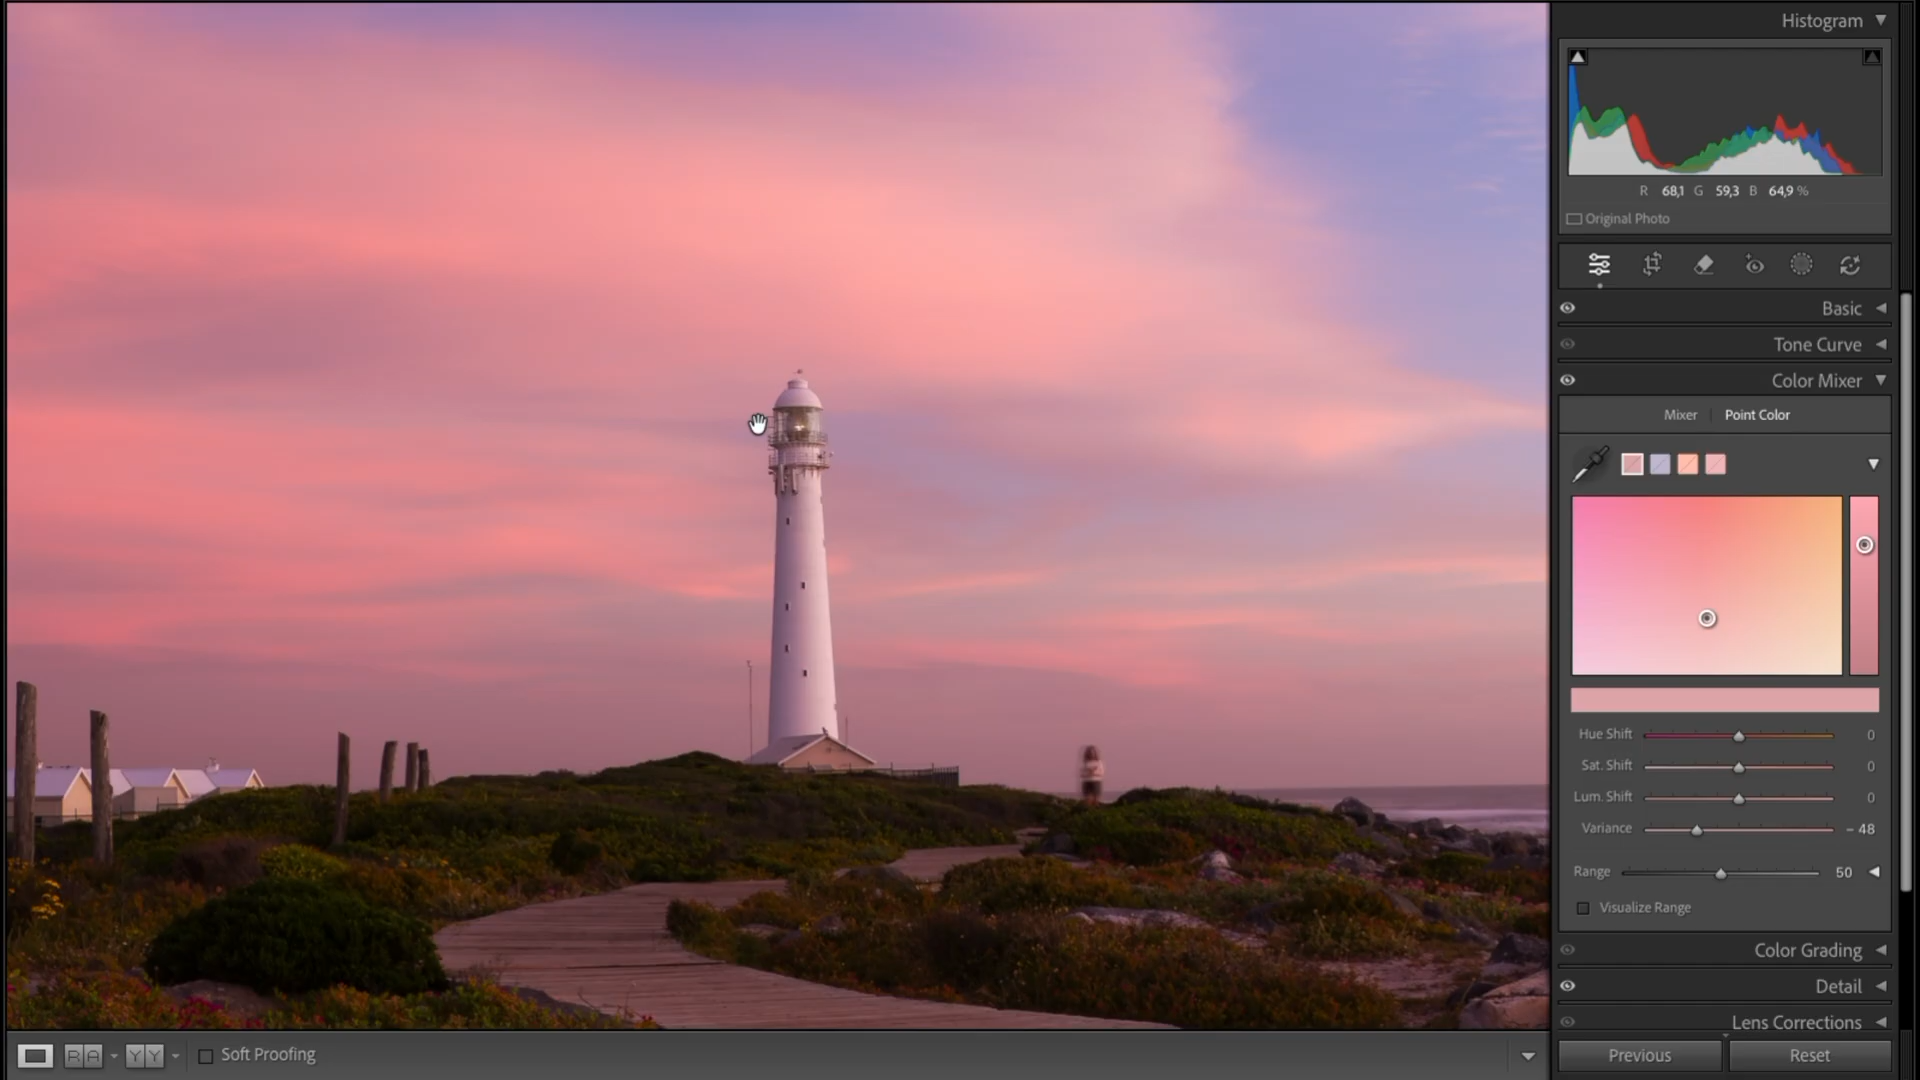 Histogram
R 68,1 G 59,3 B 64,9 %
Original Photo
Basic
Tone Curve
Color Mixer
Mixer | Point Color
Hue Shift 0
Sat. Shift 0
Lum. Shift 0
Variance - 48
Range 50
Visualize Range
Color Grading
Detail
Lens Corrections
R A Y Y Soft Proofing
Previous Reset